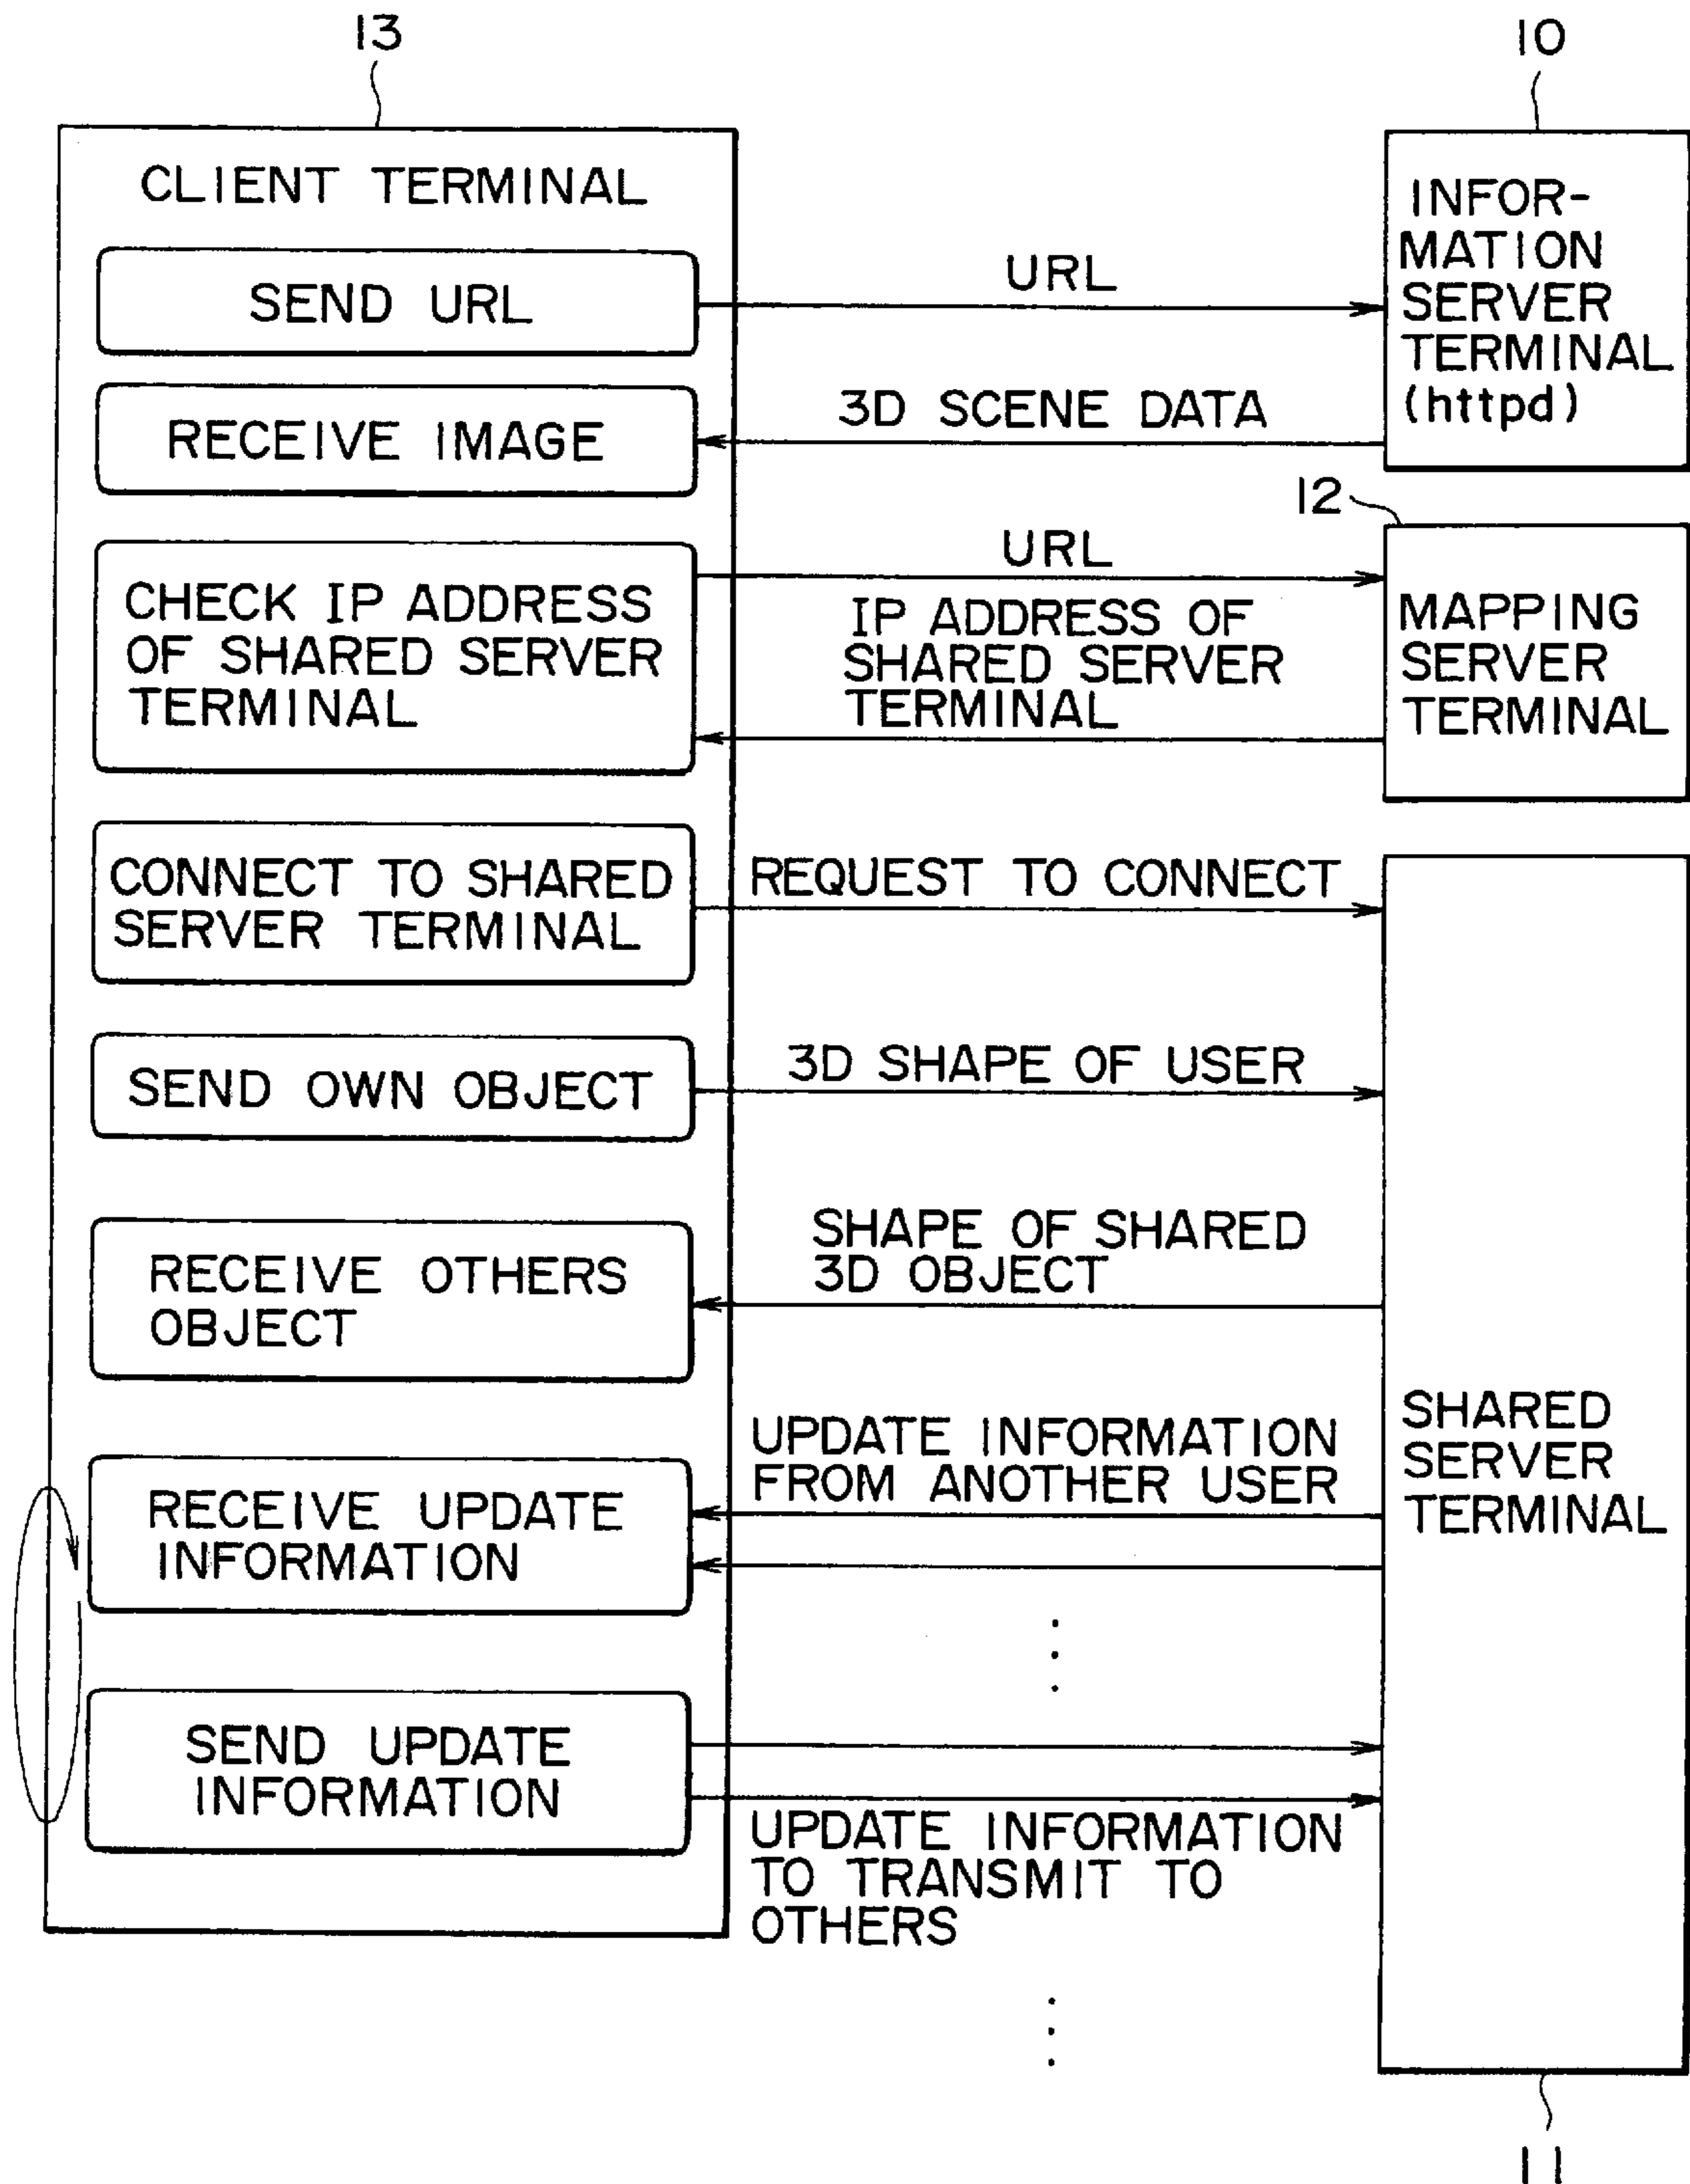 13
10
CLIENT TERMINAL
INFOR-
MATION
SERVER
TERMINAL
(httpd)
SEND URL
URL
RECEIVE IMAGE
3D SCENE DATA
12
CHECK IP ADDRESS
OF SHARED SERVER
TERMINAL
URL
IP ADDRESS OF
SHARED SERVER
TERMINAL
MAPPING
SERVER
TERMINAL
CONNECT TO SHARED
SERVER TERMINAL
REQUEST TO CONNECT
SEND OWN OBJECT
3D SHAPE OF USER
RECEIVE OTHERS
OBJECT
SHAPE OF SHARED
3D OBJECT
SHARED
SERVER
TERMINAL
RECEIVE UPDATE
INFORMATION
UPDATE INFORMATION
FROM ANOTHER USER
SEND UPDATE
INFORMATION
UPDATE INFORMATION
TO TRANSMIT TO
OTHERS
11